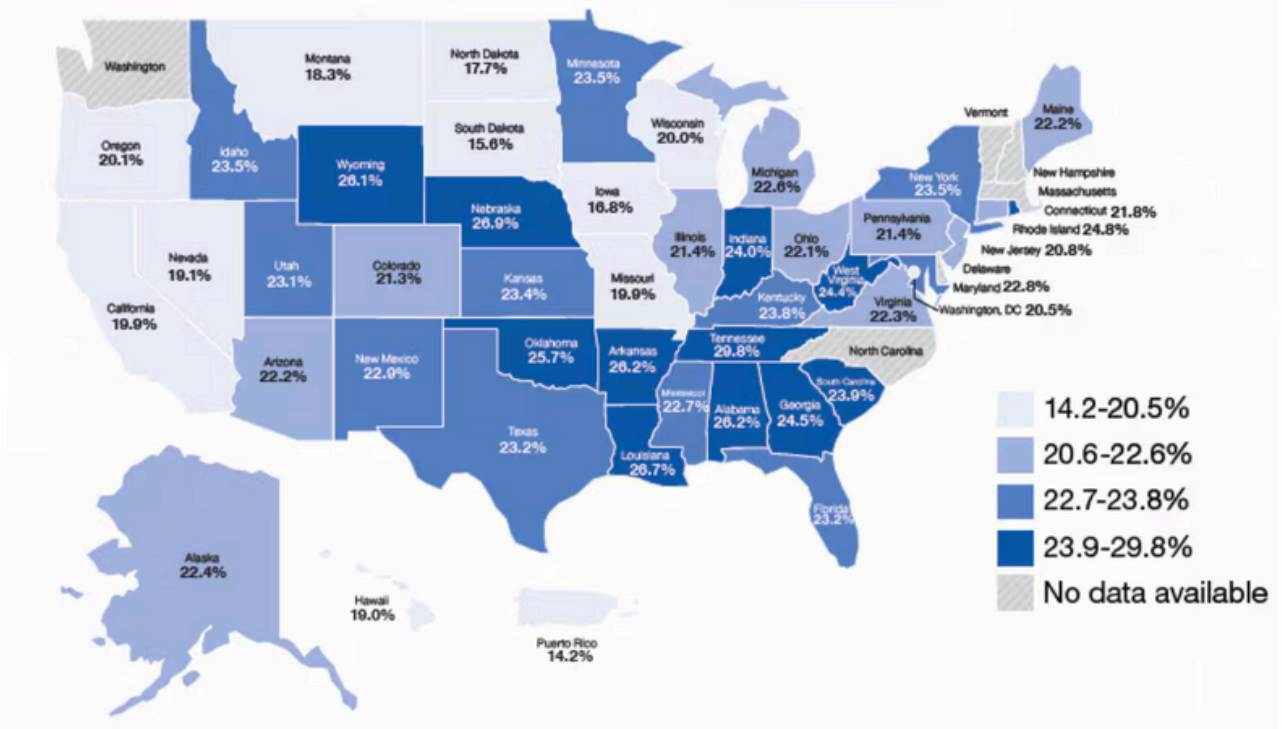 Washington
Montana
18.3%
North Dakota
17.7%
Minnesota
23.5%
Vermont
Maine
22.2%
Oregon
20.1%
Idaho
23.5%
Wyoming
26.1%
South Dakota
15.6%
Wisconsin
20.0%
Michigan
22.6%
New York
23.5%
New Hampshire
Massachusetts
Connecticut 21.8%
Rhode Island 24.8%
New Jersey 20.8%
Delaware
Maryland 22.8%
Washington, DC 20.5%
Nebraska
26.9%
Iowa
16.8%
Illinois
21.4%
Indiana
24.0%
Ohio
22.1%
Pennsylvania
21.4%
Nevada
19.1%
Utah
23.1%
Colorado
21.3%
Kansas
23.4%
Missouri
19.9%
Kentucky
23.8%
West
Virginia
24.4%
Virginia
22.3%
California
19.9%
Arizona
22.2%
New Mexico
22.9%
Oklahoma
25.7%
Arkansas
26.2%
Tennessee
29.8%
North Carolina
South Carolina
23.9%
Mississippi
22.7%
Alabama
26.2%
Georgia
24.5%
Texas
23.2%
Louisiana
26.7%
Florida
23.2%
Alaska
22.4%
Hawaii
19.0%
Puerto Rico
14.2%
14.2-20.5%
20.6-22.6%
22.7-23.8%
23.9-29.8%
No data available